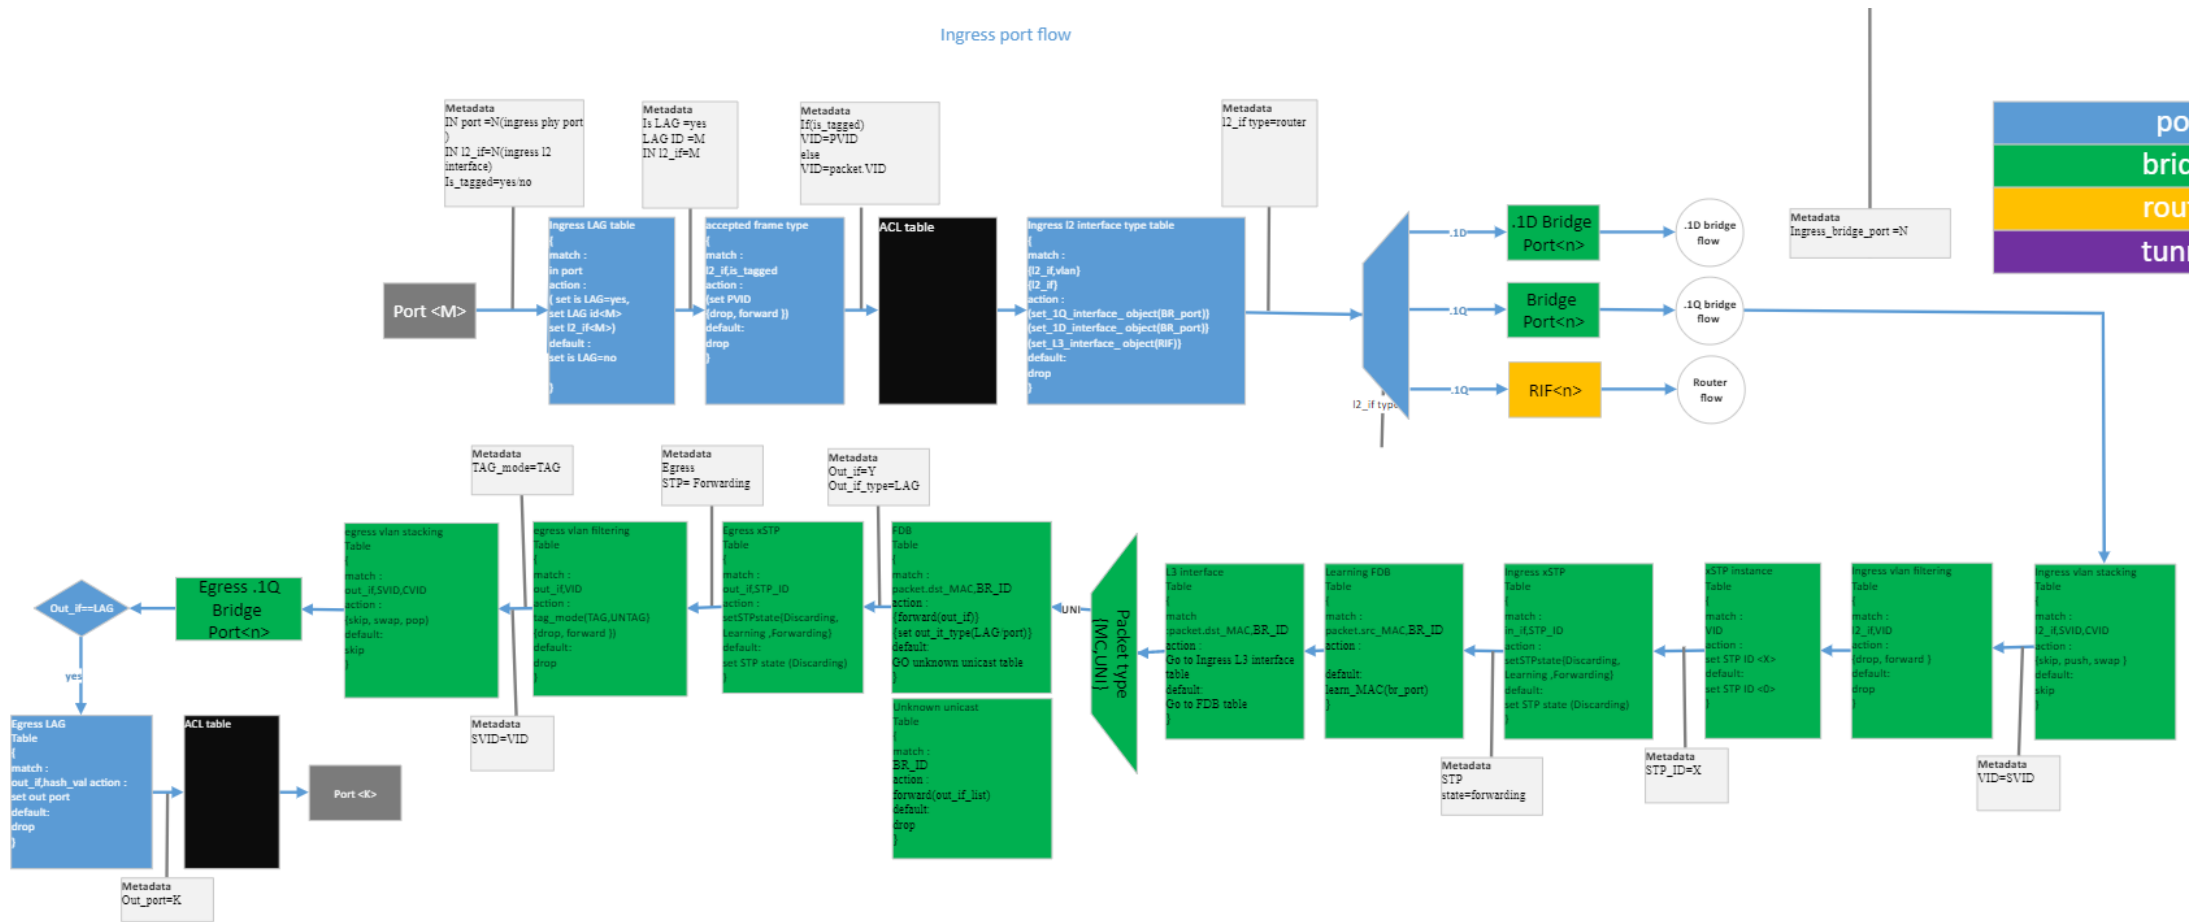 Ingress port flow
Metadata
IN port =N(ingress phy port
)
IN l2_if=N(ingress l2
interface)
Is_tagged=yes/no
Metadata
Is LAG =yes
LAG ID =M
IN l2_if=M
Metadata
If(is_tagged)
VID=PVID
else
VID=packet.VID
Metadata
l2_if type=router
Metadata
Ingress_bridge_port =N
Port <M>
Ingress LAG table
{
match :
in port
action :
{ set is LAG=yes,
set LAG id<M>
set l2_if<M>}
default :
set is LAG=no
}
accepted frame type
{
match :
l2_if,is_tagged
action :
{set PVID
{drop, forward }}
default:
drop
}
ACL table
Ingress l2 interface type table
{
match :
{l2_if,vlan}
{l2_if}
action :
{set_1Q_interface_ object(BR_port)}
{set_1D_interface_ object(BR_port)}
{set_L3_interface_ object(RIF)}
default:
drop
}
l2_if type
.1D
.1Q
.1Q
.1D Bridge
Port<n>
.1D bridge
flow
Bridge
Port<n>
.1Q bridge
flow
RIF<n>
Router
flow
Metadata
TAG_mode=TAG
Metadata
Egress
STP= Forwarding
Metadata
Out_if=Y
Out_if_type=LAG
Out_if==LAG
yes
Egress .1Q
Bridge
Port<n>
egress vlan stacking
Table
{
match :
out_if,SVID,CVID
action :
{skip, swap, pop}
default:
skip
}
egress vlan filtering
Table
{
match :
out_if,VID
action :
tag_mode(TAG,UNTAG)
{drop, forward }}
default:
drop
}
Egress xSTP
Table
{
match :
out_if,STP_ID
action :
setSTPstate{Discarding,
Learning ,Forwarding}
default:
set STP state {Discarding}
}
FDB
Table
{
match :
packet.dst_MAC,BR_ID
action :
{forward(out_if)}
{set out_it_type(LAG/port)}
default:
GO unknown unicast table
}
Unknown unicast
Table
{
match :
BR_ID
action :
forward(out_if_list)
default:
drop
}
UNI
Packet type
{MC,UNI}
L3 interface
Table
{
match
:packet.dst_MAC,BR_ID
action :
Go to Ingress L3 interface
table
default:
Go to FDB table
}
Learning FDB
Table
{
match :
packet.src_MAC,BR_ID
action :
default:
learn_MAC(br_port)
}
Ingress xSTP
Table
{
match :
in_if,STP_ID
action :
setSTPstate{Discarding,
Learning ,Forwarding}
default:
set STP state {Discarding)
}
xSTP instance
Table
{
match :
VID
action :
set STP ID <X>
default:
set STP ID <0>
}
Ingress vlan filtering
Table
{
match :
l2_if,VID
action :
{drop, forward }
default:
drop
}
Ingress vlan stacking
Table
{
match :
l2_if,SVID,CVID
action :
{skip, push, swap }
default:
skip
}
Metadata
SVID=VID
Metadata
STP
state=forwarding
Metadata
STP_ID=X
Metadata
VID=SVID
Egress LAG
Table
{
match :
out_if,hash_val action :
set out port
default:
drop
}
ACL table
Port <K>
Metadata
Out_port=K